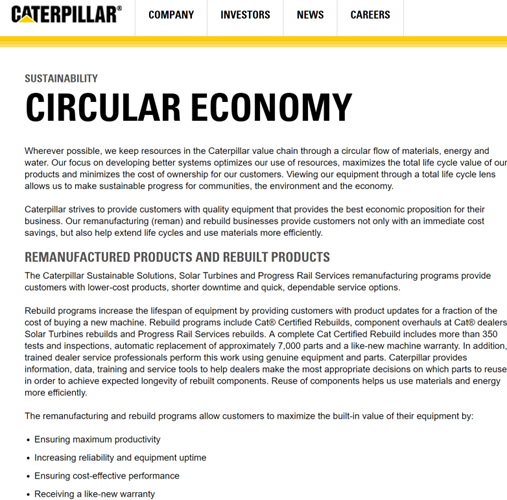 CATERPILLAR®
COMPANY
INVESTORS
NEWS
CAREERS
SUSTAINABILITY
CIRCULAR ECONOMY
Wherever possible, we keep resources in the Caterpillar value chain through a circular flow of materials, energy and
water. Our focus on developing better systems optimizes our use of resources, maximizes the total life cycle value of our
products and minimizes the cost of ownership for our customers. Viewing our equipment through a total life cycle lens
allows us to make sustainable progress for communities, the environment and the economy.
Caterpillar strives to provide customers with quality equipment that provides the best economic proposition for their
business. Our remanufacturing (reman) and rebuild businesses provide customers not only with an immediate cost
savings, but also help extend life cycles and use materials more efficiently.
REMANUFACTURED PRODUCTS AND REBUILT PRODUCTS
The Caterpillar Sustainable Solutions, Solar Turbines and Progress Rail Services remanufacturing programs provide
customers with lower-cost products, shorter downtime and quick, dependable service options.
Rebuild programs increase the lifespan of equipment by providing customers with product updates for a fraction of the
cost of buying a new machine. Rebuild programs include Cat® Certified Rebuilds, component overhauls at Cat® dealers
Solar Turbines rebuilds and Progress Rail Services rebuilds. A complete Cat Certified Rebuild includes more than 350
tests and inspections, automatic replacement of approximately 7,000 parts and a like-new machine warranty. In addition,
trained dealer service professionals perform this work using genuine equipment and parts. Caterpillar provides
information, data, training and service tools to help dealers make the most appropriate decisions on which parts to reuse
in order to achieve expected longevity of rebuilt components. Reuse of components helps us use materials and energy
more efficiently.
The remanufacturing and rebuild programs allow customers to maximize the built-in value of their equipment by:
• Ensuring maximum productivity
• Increasing reliability and equipment uptime
• Ensuring cost-effective performance
• Receiving a like-new warranty